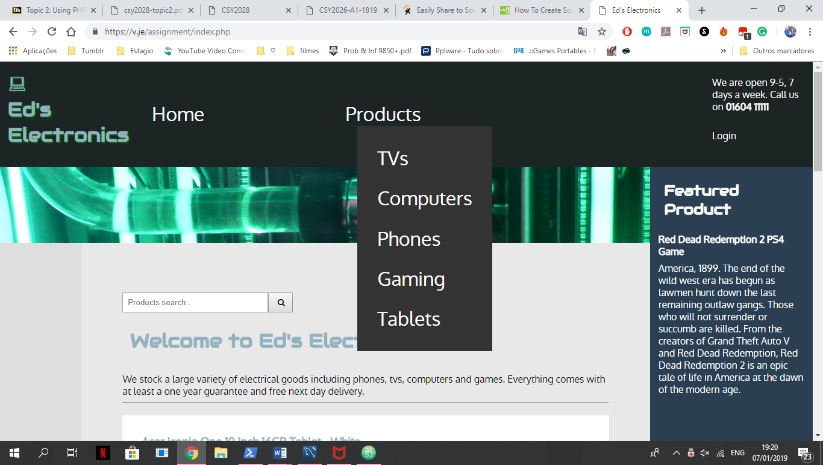 Topic 2: Using PH
csy2028-topic2.po
CSY2028
CSY2026-A1-1819
Easily Share to So
How To Create So
Ed's Electronics
https://v.je/assignment/index.php
Aplicações
Tumblr
Estagio
YouTube Video Conv
filmes
Prob & Inf 9850+.pdf
Pplware - Tudo sobre
::Games Portables -
»
Outros marcadores
Ed's
Electronics
Home
Products
We are open 9-5, 7
days a week. Call us
on 01604 11111
Login
TVs
Computers
Phones
Gaming
Tablets
Featured
Product
Red Dead Redemption 2 PS4
Game
America, 1899. The end of the
wild west era has begun as
lawmen hunt down the last
remaining outlaw gangs. Those
who will not surrender or
succumb are killed. From the
creators of Grand Theft Auto V
and Red Dead Redemption, Red
Dead Redemption 2 is an epic
tale of life in America at the dawn
of the modern age.
Products search..
Welcome to Ed's Elect
We stock a large variety of electrical goods including phones, tvs, computers and games. Everything comes with
at least a one year guarantee and free next day delivery.
Acer Iconia One 10 Inch 16GB Tablet - White
ENG
19:20
07/01/2019
23